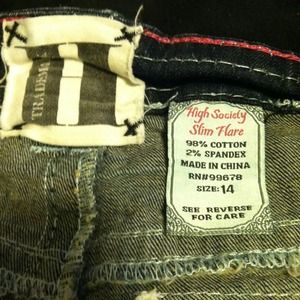 TRADEM
High Society
Slim Flare
98% COTTON
2% SPANDEX
MADE IN CHINA
RN#99678
SIZE: 14
SEE REVERSE
FOR CARE